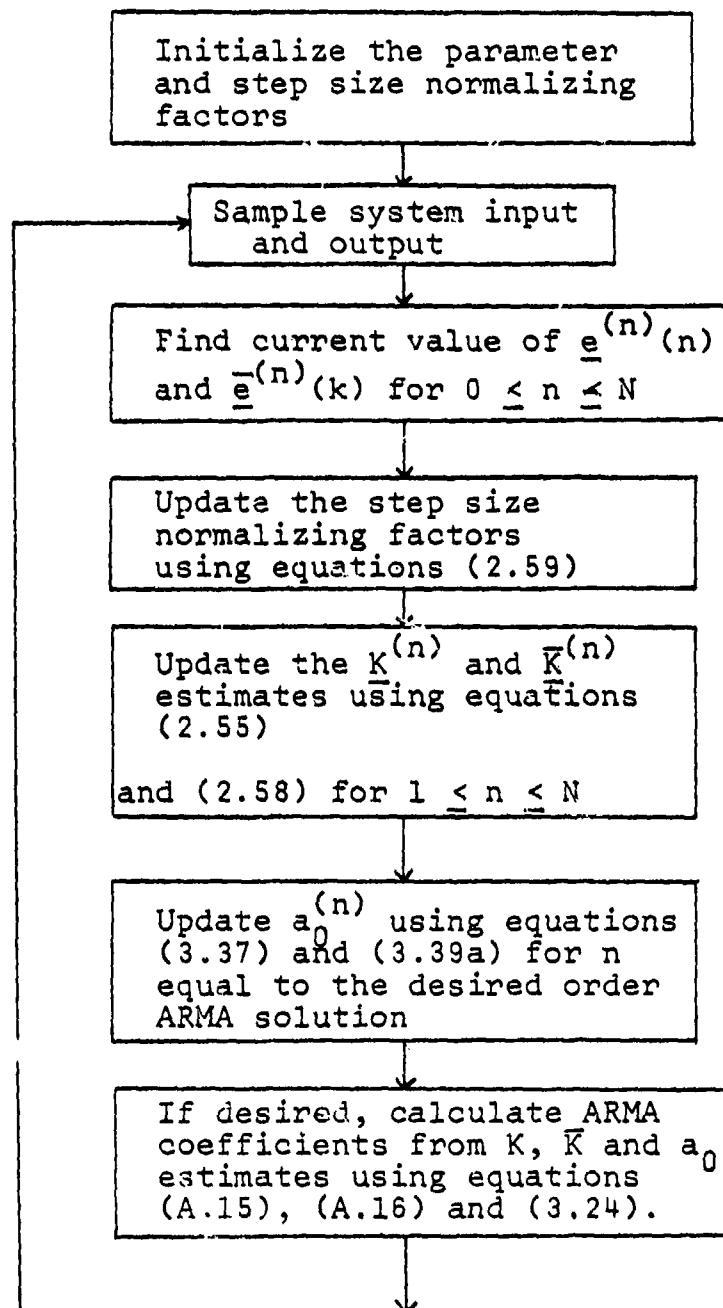 Initialize the parameter
and step size normalizing
factors
Sample system input
and output
Find current value of e̲^(n)(n)
and e̲̅^(n)(k) for 0 ≤ n ≤ N
Update the step size
normalizing factors
using equations (2.59)
Update the K̲^(n) and K̲̅^(n)
estimates using equations
(2.55)
and (2.58) for 1 ≤ n ≤ N
Update a_0^(n) using equations
(3.37) and (3.39a) for n
equal to the desired order
ARMA solution
If desired, calculate ARMA
coefficients from K, K̅ and a_0
estimates using equations
(A.15), (A.16) and (3.24).